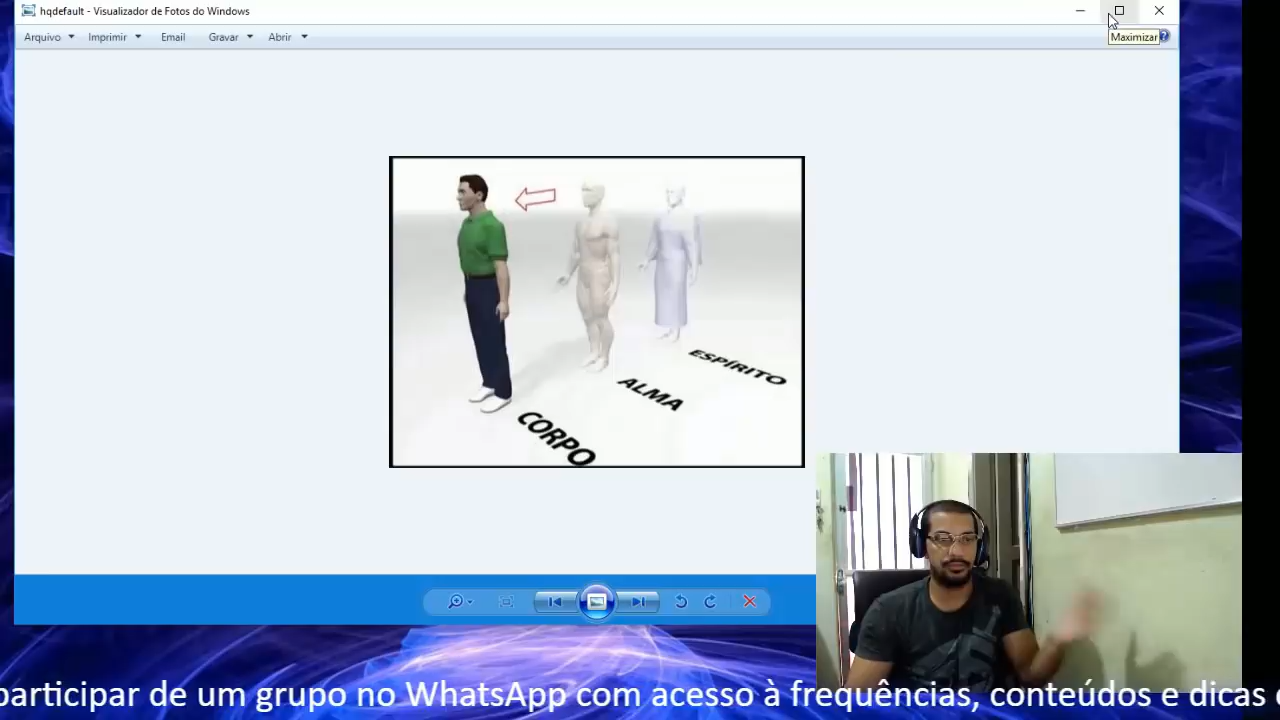 hqdefault - Visualizador de Fotos do Windows
Arquivo Imprimir Email Gravar Abrir
Maximizar
ESPÍRITO
ALMA
CORPO
participar de um grupo no WhatsApp com acesso à frequências, conteúdos e dicas